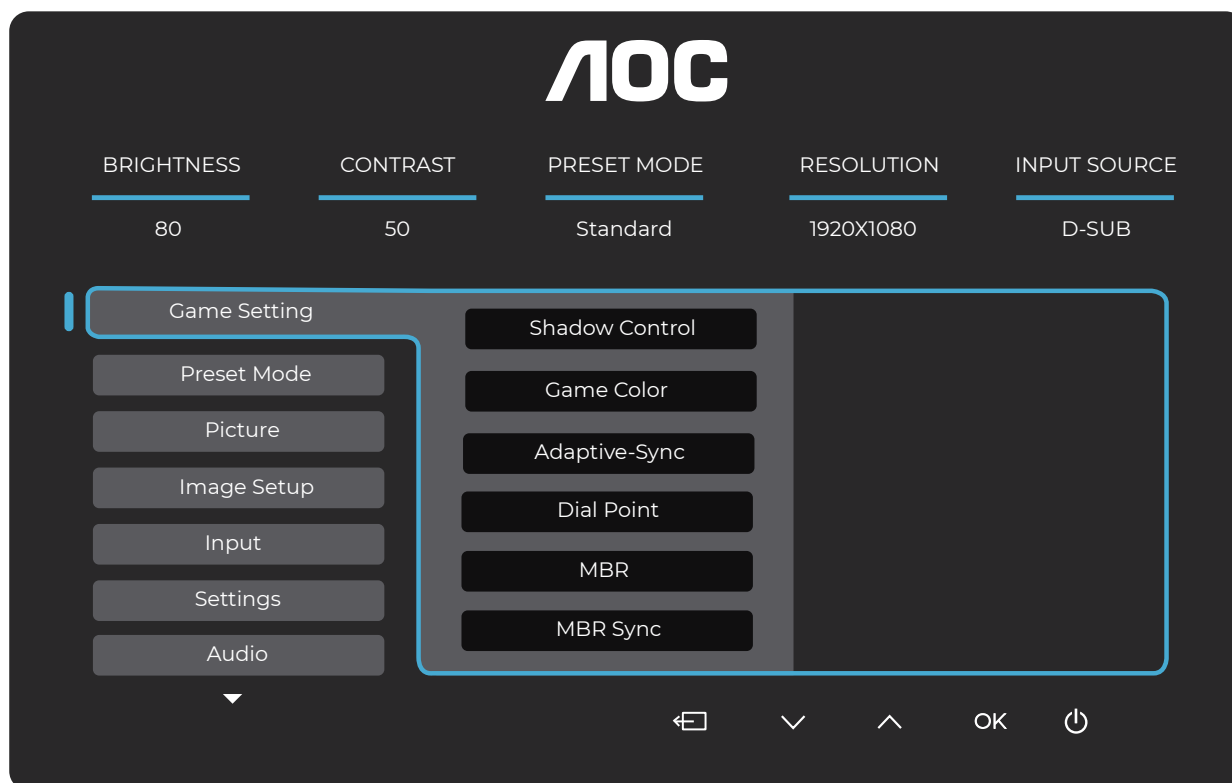 AOC
BRIGHTNESS CONTRAST PRESET MODE RESOLUTION INPUT SOURCE
80 50 Standard 1920X1080 D-SUB
Game Setting
Preset Mode
Picture
Image Setup
Input
Settings
Audio
Shadow Control
Game Color
Adaptive-Sync
Dial Point
MBR
MBR Sync
OK